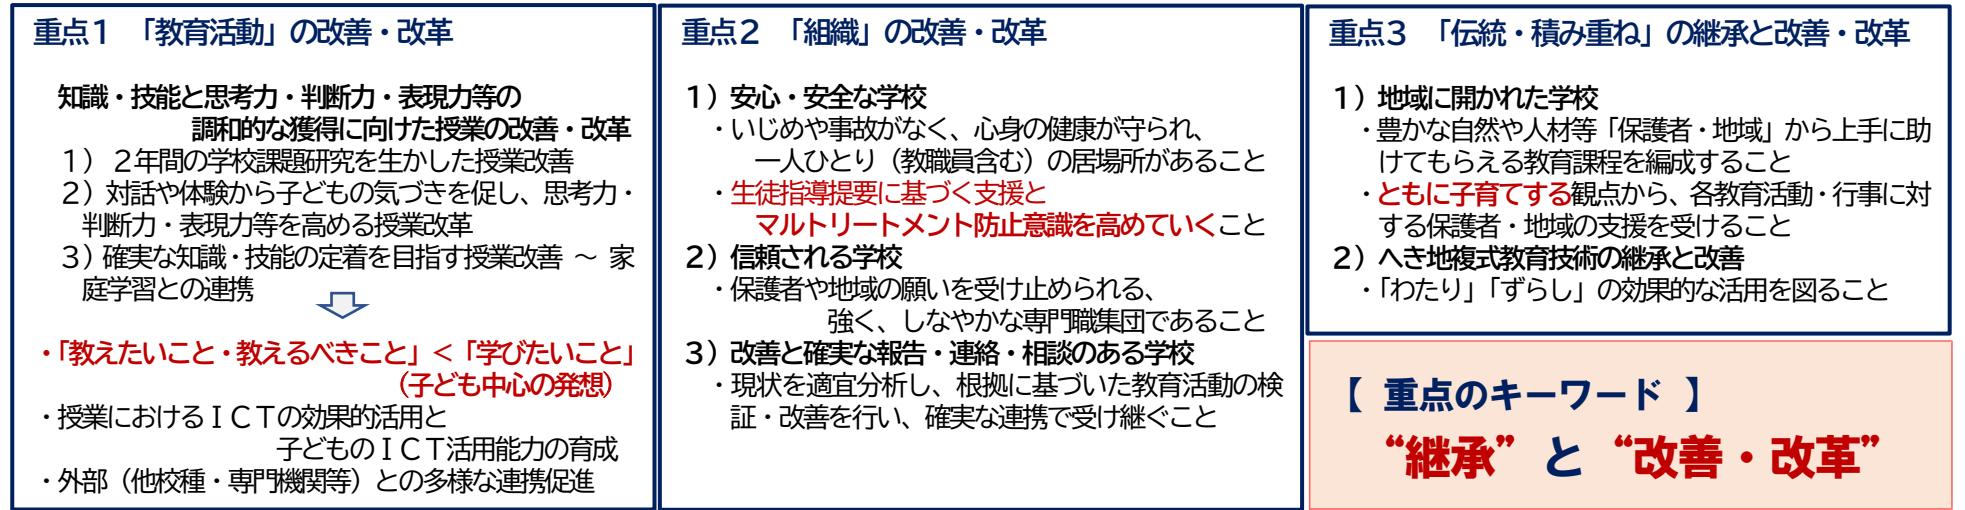 重点１　「教育活動」の改善・改革
知識・技能と思考力・判断力・表現力等の
調和的な獲得に向けた授業の改善・改革
１）２年間の学校課題研究を生かした授業改善
２）対話や体験から子どもの気づきを促し、思考力・
判断力・表現力等を高める授業改革
３）確実な知識・技能の定着を目指す授業改善 ～ 家
庭学習との連携
・「教えたいこと・教えるべきこと」＜「学びたいこと」
（子ども中心の発想）
・授業におけるＩＣＴの効果的活用と
子どものＩＣＴ活用能力の育成
・外部（他校種・専門機関等）との多様な連携促進
重点２　「組織」の改善・改革
１）安心・安全な学校
・いじめや事故がなく、心身の健康が守られ、
一人ひとり（教職員含む）の居場所があること
・生徒指導提要に基づく支援と
マルトリートメント防止意識を高めていくこと
２）信頼される学校
・保護者や地域の願いを受け止められる、
強く、しなやかな専門職集団であること
３）改善と確実な報告・連絡・相談のある学校
・現状を適宜分析し、根拠に基づいた教育活動の検
証・改善を行い、確実な連携で受け継ぐこと
重点３　「伝統・積み重ね」の継承と改善・改革
１）地域に開かれた学校
・豊かな自然や人材等「保護者・地域」から上手に助
けてもらえる教育課程を編成すること
・ともに子育てする観点から、各教育活動・行事に対
する保護者・地域の支援を受けること
２）へき地複式教育技術の継承と改善
・「わたり」「ずらし」の効果的な活用を図ること
【 重点のキーワード 】
“継承” と “改善・改革”